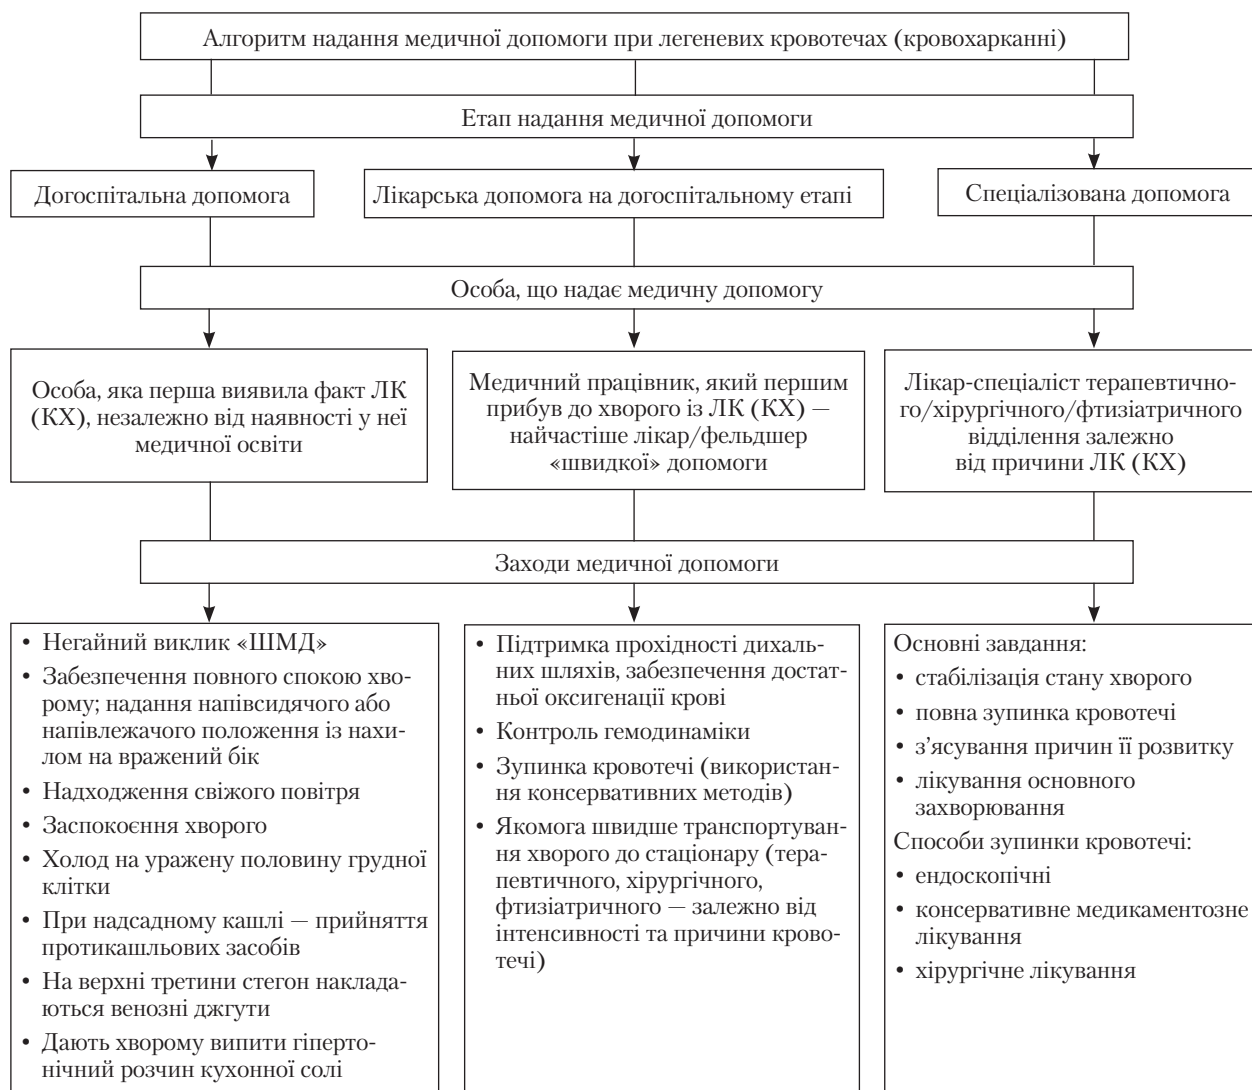 Алгоритм надання медичної допомоги при легеневих кровотечах (кровохарканні)
Етап надання медичної допомоги
Догоспітальна допомога
Лікарська допомога на догоспітальному етапі
Спеціалізована допомога
Особа, що надає медичну допомогу
Особа, яка перша виявила факт ЛК
(КХ), незалежно від наявності у неї
медичної освіти
Медичний працівник, який першим
прибув до хворого із ЛК (КХ) —
найчастіше лікар/фельдшер
«швидкої» допомоги
Лікар-спеціаліст терапевтично-
го/хірургічного/фтизіатричного
відділення залежно
від причини ЛК (КХ)
Заходи медичної допомоги
• Негайний виклик «ШМД»
• Забезпечення повного спокою хво-
рому; надання напівсидячого або
напівлежачого положення із нахи-
лом на вражений бік
• Надходження свіжого повітря
• Заспокоєння хворого
• Холод на уражену половину грудної
клітки
• При надсадному кашлі — прийняття
протикашльових засобів
• На верхні третини стегон наклада-
ються венозні джгути
• Дають хворому випити гіперто-
нічний розчин кухонної солі
• Підтримка прохідності дихаль-
них шляхів, забезпечення достат-
ньої оксигенації крові
• Контроль гемодинаміки
• Зупинка кровотечі (використан-
ня консервативних методів)
• Якомога швидше транспортуван-
ня хворого до стаціонару (тера-
певтичного, хірургічного,
фтизіатричного — залежно від
інтенсивності та причини крово-
течі)
Основні завдання:
• стабілізація стану хворого
• повна зупинка кровотечі
• з'ясування причин її розвитку
• лікування основного
захворювання
Способи зупинки кровотечі:
• ендоскопічні
• консервативне медикаментозне
лікування
• хірургічне лікування